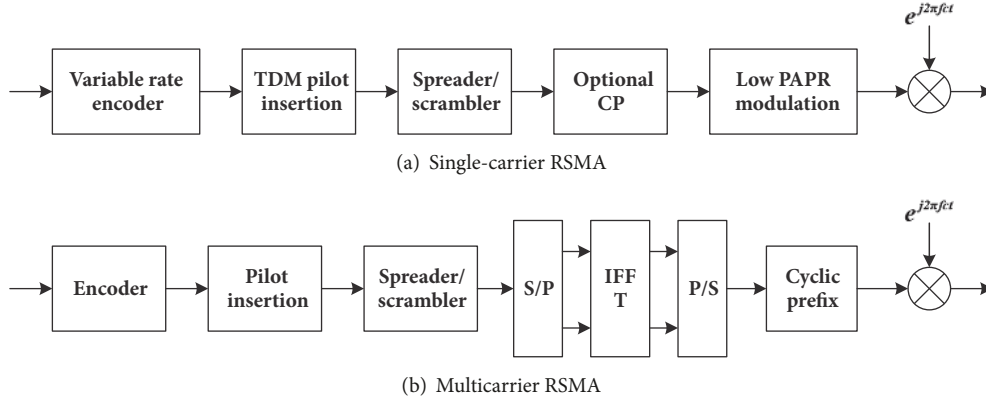 e^{j2πfct}
Variable rate encoder
TDM pilot insertion
Spreader/ scrambler
Optional CP
Low PAPR modulation
(a) Single-carrier RSMA
e^{j2πfct}
Encoder
Pilot insertion
Spreader/ scrambler
S/P
IFF T
P/S
Cyclic prefix
(b) Multicarrier RSMA